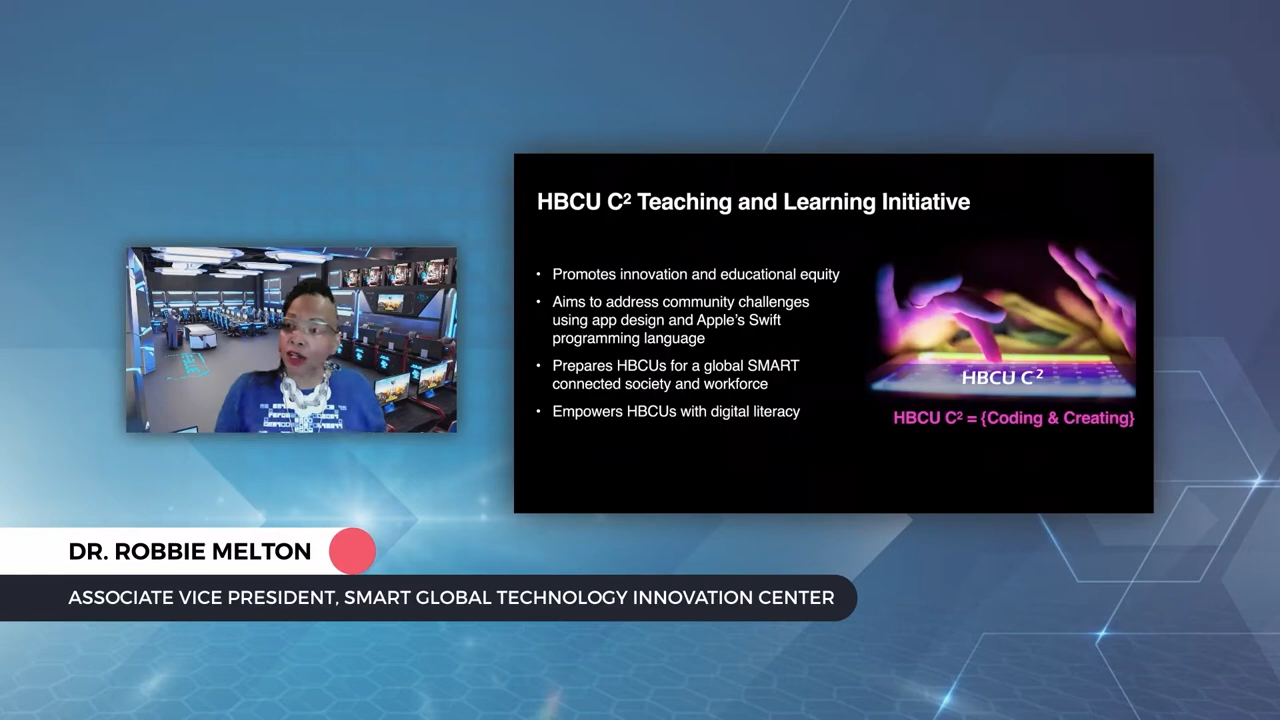 HBCU C² Teaching and Learning Initiative
• Promotes innovation and educational equity
• Aims to address community challenges
using app design and Apple's Swift
programming language
• Prepares HBCUs for a global SMART
connected society and workforce
• Empowers HBCUs with digital literacy
HBCU C²
HBCU C² = {Coding & Creating}
DR. ROBBIE MELTON
ASSOCIATE VICE PRESIDENT, SMART GLOBAL TECHNOLOGY INNOVATION CENTER